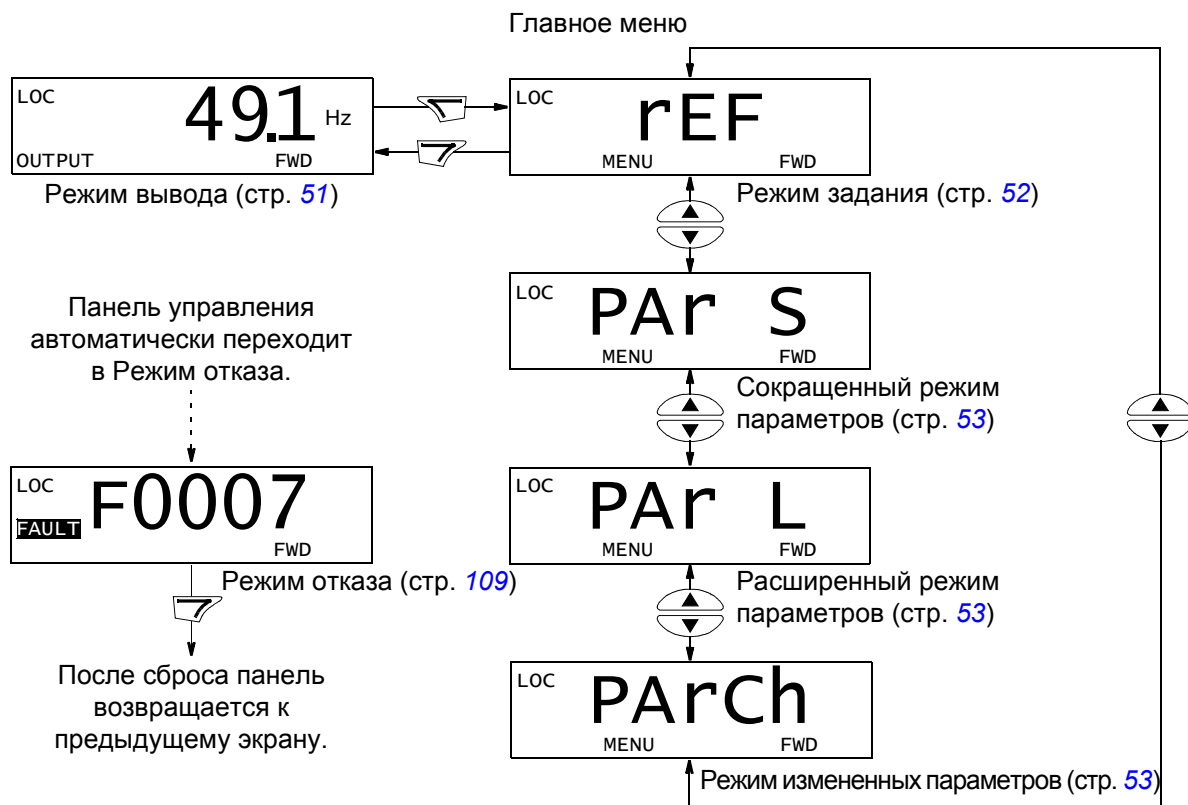 Главное меню
LOC
49.1 Hz
OUTPUT FWD
Режим вывода (стр. 51)
LOC
rEF
MENU FWD
Режим задания (стр. 52)
LOC
PAr S
MENU FWD
Сокращенный режим
параметров (стр. 53)
Панель управления
автоматически переходит
в Режим отказа.
LOC
F0007
FAULT
FWD
Режим отказа (стр. 109)
LOC
PAr L
MENU FWD
Расширенный режим
параметров (стр. 53)
После сброса панель
возвращается к
предыдущему экрану.
LOC
PArCh
MENU FWD
Режим измененных параметров (стр. 53)